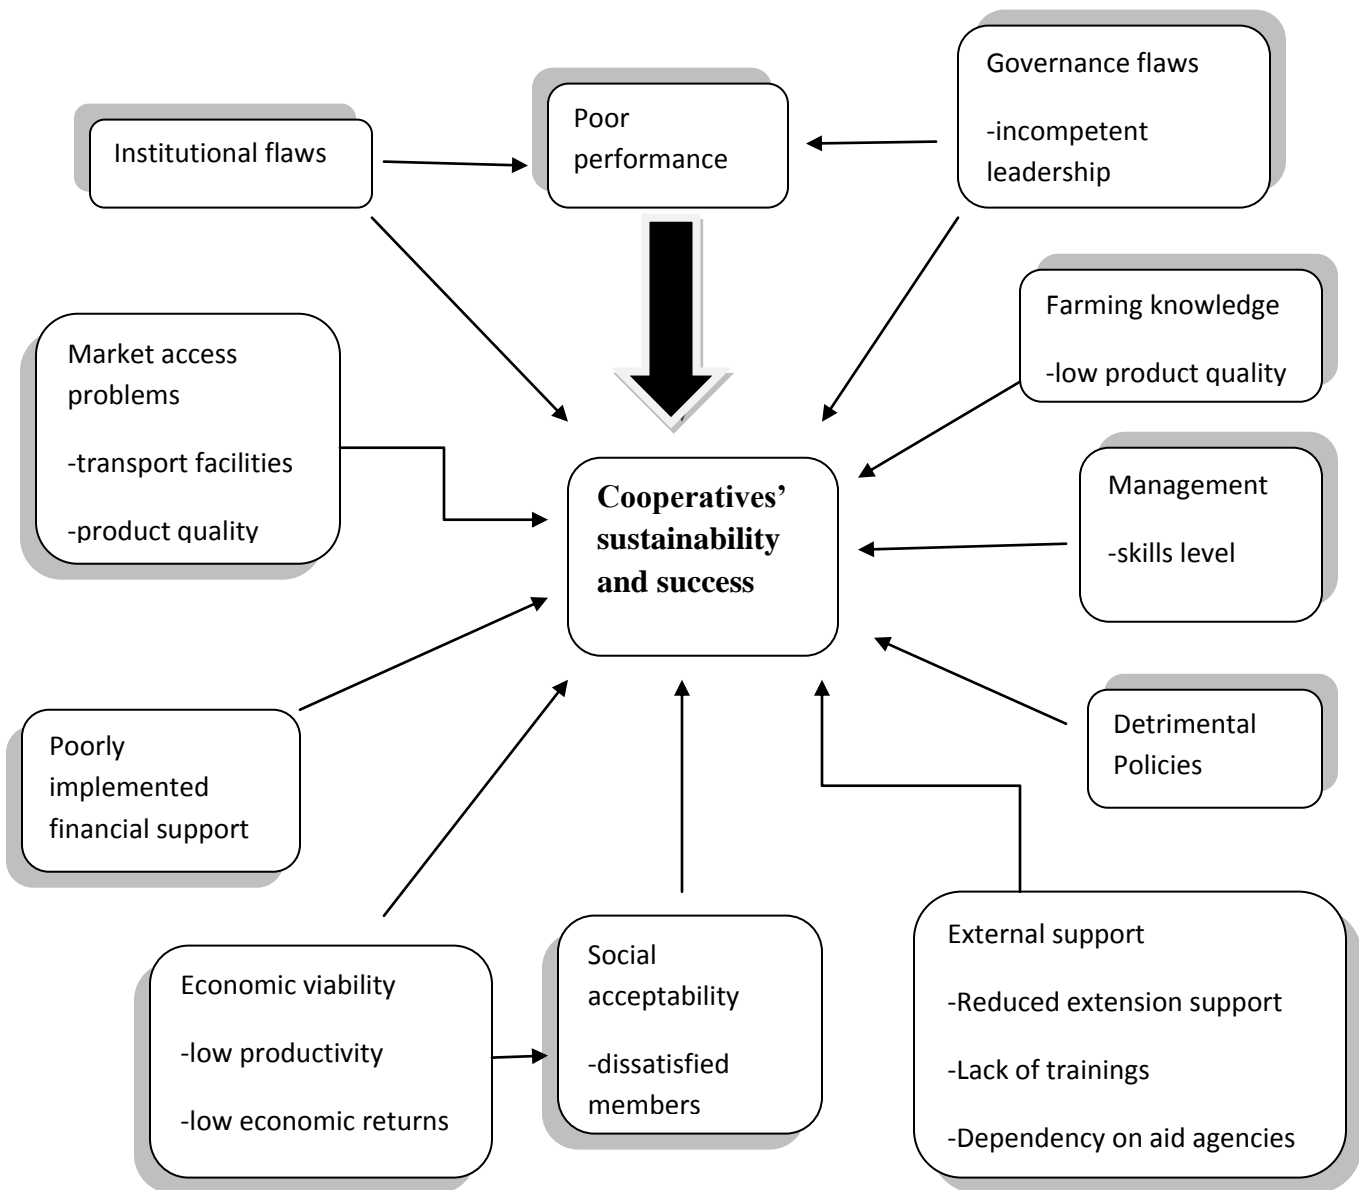 Governance flaws
-incompetent
leadership
Poor
performance
Institutional flaws
Farming knowledge
-low product quality
Market access
problems
-transport facilities
-product quality
Cooperatives’
sustainability
and success
Management
-skills level
Poorly
implemented
financial support
Detrimental
Policies
Economic viability
-low productivity
-low economic returns
Social
acceptability
-dissatisfied
members
External support
-Reduced extension support
-Lack of trainings
-Dependency on aid agencies